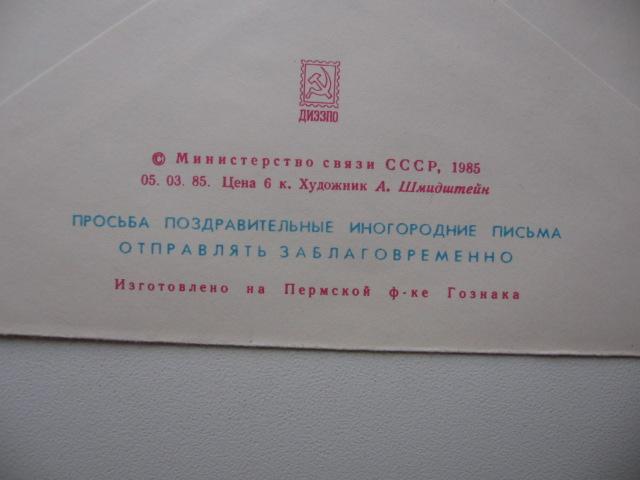 ДИЭЗПО
© Министерство связи СССР, 1985
05. 03. 85. Цена 6 к. Художник А. Шмидштейн
ПРОСЬБА ПОЗДРАВИТЕЛЬНЫЕ ИНОГОРОДНИЕ ПИСЬМА
ОТПРАВЛЯТЬ ЗАБЛАГОВРЕМЕННО
Изготовлено на Пермской ф-ке Гознака